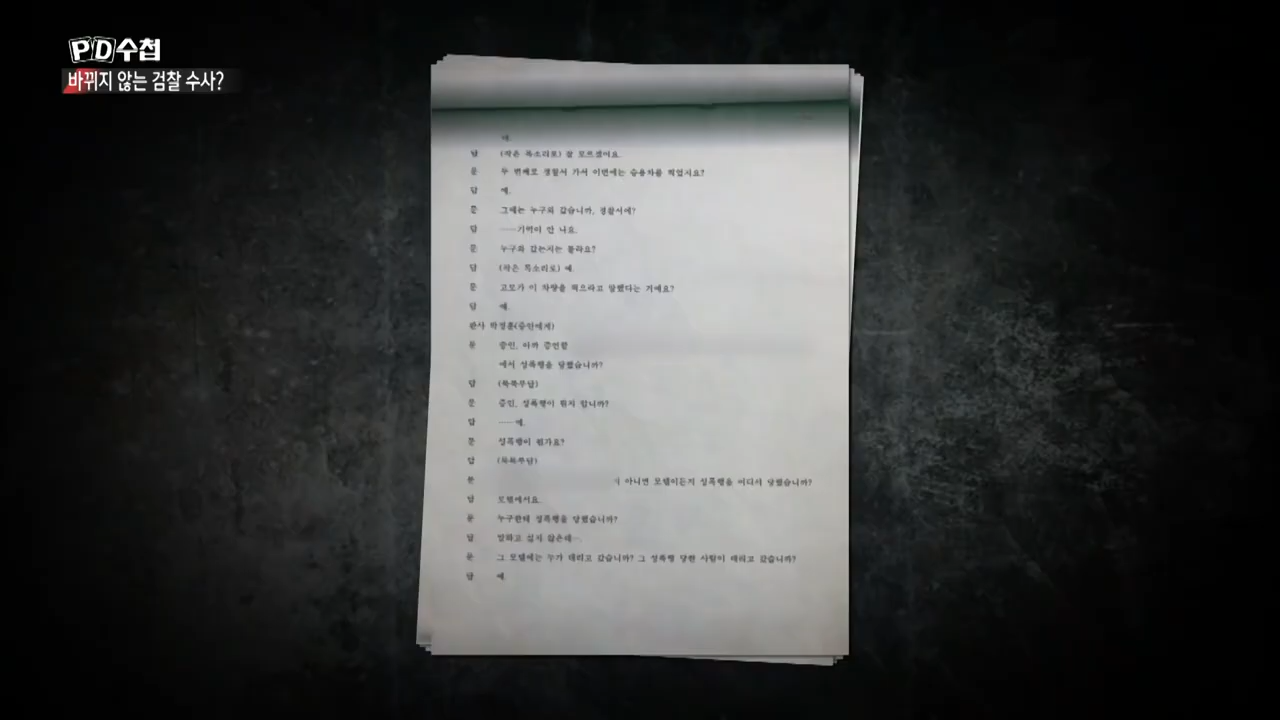 PD수첩
바뀌지 않는 검찰 수사?
답 (작은 목소리로) 잘 모르겠어요.
문 두 번째로 경찰서 가서 이번에는 승용차를 찍었지요?
답 예.
문 그때는 누구와 갔습니까, 경찰서에?
답 ……기억이 안 나요.
문 누구와 갔는지는 몰라요?
답 (작은 목소리로) 예.
문 고모가 이 차량을 찍으라고 말했다는 거예요?
답 예.
판사 박정훈(증인에게)
문 증인, 아까 증언할
에서 성폭행을 당했습니까?
답 (묵묵부답)
문 증인, 성폭행이 뭔지 압니까?
답 ……예.
문 성폭행이 뭔가요?
답 (묵묵부답)
문 아니면 모텔이든지 성폭행을 어디서 당했습니까?
답 모텔에서요.
문 누구한테 성폭행을 당했습니까?
답 말하고 싶지 않은데….
문 그 모텔에는 누가 데리고 갔습니까? 그 성폭행 당한 사람이 데리고 갔습니까?
답 예.